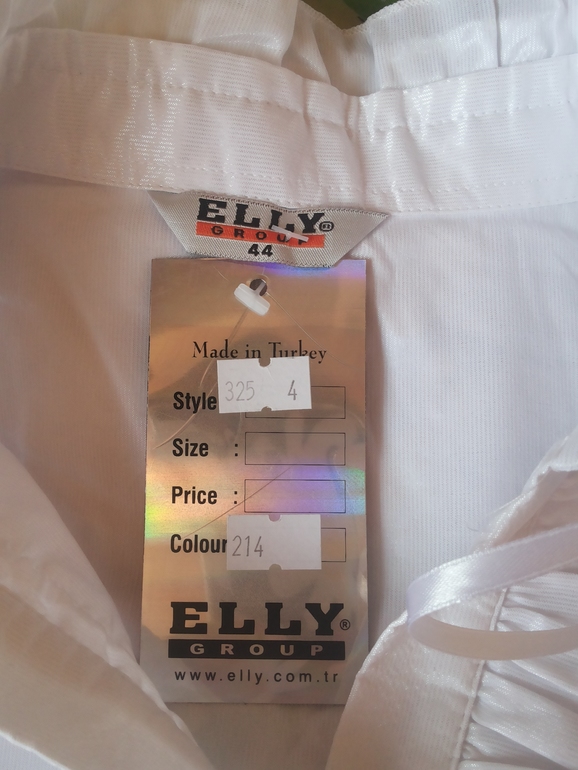 ELLY
GROUP
44
Made in Turkey
325 4
Style
Size :
Price :
Colour
214
ELLY®
GROUP
www.elly.com.tr